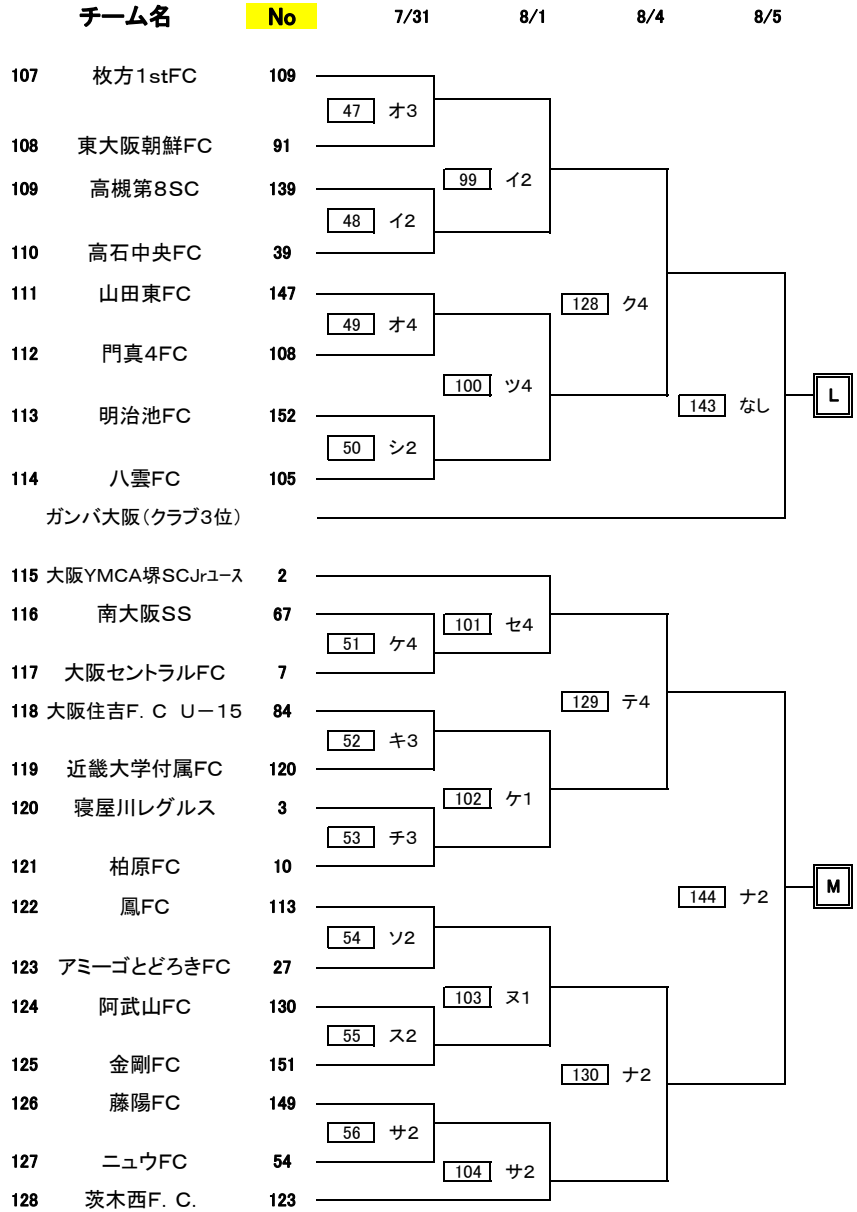 チーム名 No 7/31 8/1 8/4 8/5
107 枚方1stFC 109
47 オ3
108 東大阪朝鮮FC 91
99 イ2
109 高槻第8SC 139
48 イ2
110 高石中央FC 39
111 山田東FC 147
128 ク4
49 オ4
112 門真4FC 108
100 ツ4
L
143 なし
113 明治池FC 152
50 シ2
114 八雲FC 105
ガンバ大阪(クラブ3位)
115 大阪YMCA堺SCJrユース 2
116 南大阪SS 67
101 セ4
51 ケ4
117 大阪セントラルFC 7
129 テ4
118 大阪住吉F.C U-15 84
52 キ3
119 近畿大学付属FC 120
102 ケ1
120 寝屋川レグルス 3
53 チ3
121 柏原FC 10
M
144 ナ2
122 鳳FC 113
54 ソ2
123 アミーゴとどろきFC 27
103 ヌ1
124 阿武山FC 130
55 ス2
125 金剛FC 151
130 ナ2
126 藤陽FC 149
56 サ2
127 ニュウFC 54
104 サ2
128 茨木西F.C. 123